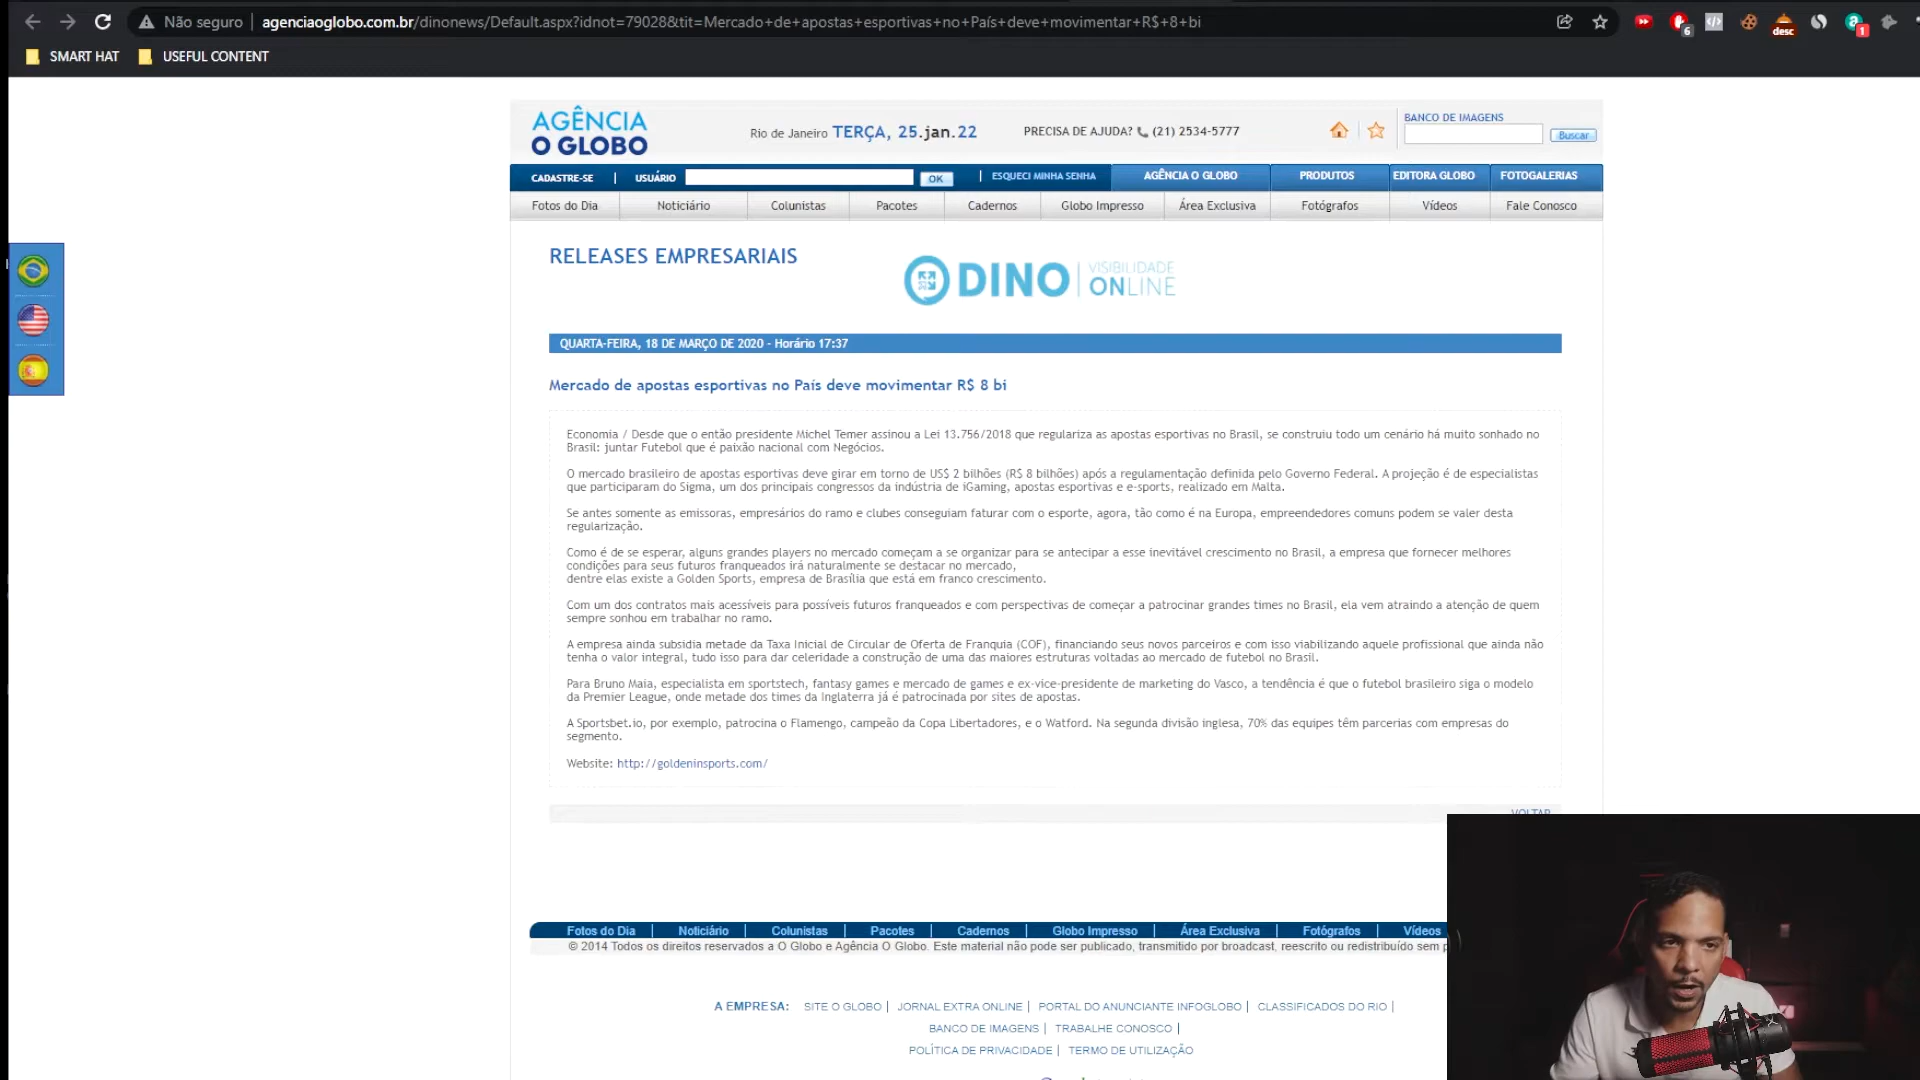 Não seguro
agenciaoglobo.com.br/dinonews/Default.aspx?idnot=79028&tit=Mercado+de+apostas+esportivas+no+País+deve+movimentar+R$+8+bi
6
desc
1
SMART HAT
USEFUL CONTENT
AGÊNCIA
O GLOBO
Rio de Janeiro TERÇA, 25.jan.22
PRECISA DE AJUDA? (21) 2534-5777
BANCO DE IMAGENS
Buscar
CADASTRE-SE | USUÁRIO OK | ESQUECI MINHA SENHA
AGÊNCIA O GLOBO PRODUTOS EDITORA GLOBO FOTOGALERIAS
Fotos do Dia Noticiário Colunistas Pacotes Cadernos Globo Impresso Área Exclusiva Fotógrafos Vídeos Fale Conosco
RELEASES EMPRESARIAIS
DINO VISIBILIDADE
ONLINE
QUARTA-FEIRA, 18 DE MARÇO DE 2020 - Horário 17:37
Mercado de apostas esportivas no País deve movimentar R$ 8 bi
Economia / Desde que o então presidente Michel Temer assinou a Lei 13.756/2018 que regulariza as apostas esportivas no Brasil, se construiu todo um cenário há muito sonhado no
Brasil: juntar Futebol que é paixão nacional com Negócios.
O mercado brasileiro de apostas esportivas deve girar em torno de US$ 2 bilhões (R$ 8 bilhões) após a regulamentação definida pelo Governo Federal. A projeção é de especialistas
que participaram do Sigma, um dos principais congressos da indústria de iGaming, apostas esportivas e e-sports, realizado em Malta.
Se antes somente as emissoras, empresários do ramo e clubes conseguiam faturar com o esporte, agora, tão como é na Europa, empreendedores comuns podem se valer desta
regularização.
Como é de se esperar, alguns grandes players no mercado começam a se organizar para se antecipar a esse inevitável crescimento no Brasil, a empresa que fornecer melhores
condições para seus futuros franqueados irá naturalmente se destacar no mercado,
dentre elas existe a Golden Sports, empresa de Brasília que está em franco crescimento.
Com um dos contratos mais acessíveis para possíveis futuros franqueados e com perspectivas de começar a patrocinar grandes times no Brasil, ela vem atraindo a atenção de quem
sempre sonhou em trabalhar no ramo.
A empresa ainda subsidia metade da Taxa Inicial de Circular de Oferta de Franquia (COF), financiando seus novos parceiros e com isso viabilizando aquele profissional que ainda não
tenha o valor integral, tudo isso para dar celeridade a construção de uma das maiores estruturas voltadas ao mercado de futebol no Brasil.
Para Bruno Maia, especialista em sportstech, fantasy games e mercado de games e ex-vice-presidente de marketing do Vasco, a tendência é que o futebol brasileiro siga o modelo
da Premier League, onde metade dos times da Inglaterra já é patrocinada por sites de apostas.
A Sportsbet.io, por exemplo, patrocina o Flamengo, campeão da Copa Libertadores, e o Watford. Na segunda divisão inglesa, 70% das equipes têm parcerias com empresas do
segmento.
Website: http://goldeninsports.com/
VOLTAR
Fotos do Dia | Noticiário | Colunistas | Pacotes | Cadernos | Globo Impresso | Área Exclusiva | Fotógrafos | Vídeos
© 2014 Todos os direitos reservados a O Globo e Agência O Globo. Este material não pode ser publicado, transmitido por broadcast, reescrito ou redistribuído sem p
A EMPRESA: SITE O GLOBO | JORNAL EXTRA ONLINE | PORTAL DO ANUNCIANTE INFOGLOBO | CLASSIFICADOS DO RIO |
BANCO DE IMAGENS | TRABALHE CONOSCO |
POLÍTICA DE PRIVACIDADE | TERMO DE UTILIZAÇÃO